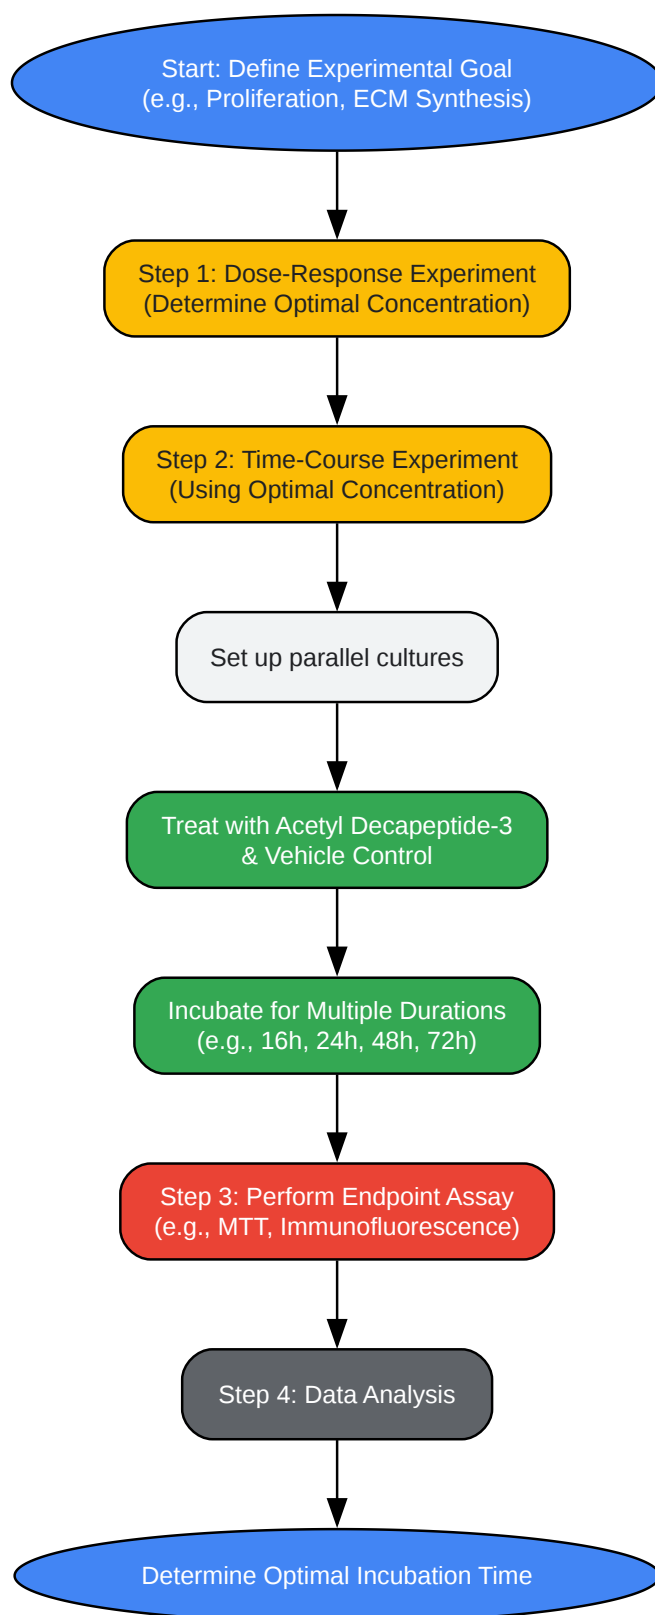 Start: Define Experimental Goal
(e.g., Proliferation, ECM Synthesis)
Step 1: Dose-Response Experiment
(Determine Optimal Concentration)
Step 2: Time-Course Experiment
(Using Optimal Concentration)
Set up parallel cultures
Treat with Acetyl Decapeptide-3
& Vehicle Control
Incubate for Multiple Durations
(e.g., 16h, 24h, 48h, 72h)
Step 3: Perform Endpoint Assay
(e.g., MTT, Immunofluorescence)
Step 4: Data Analysis
Determine Optimal Incubation Time